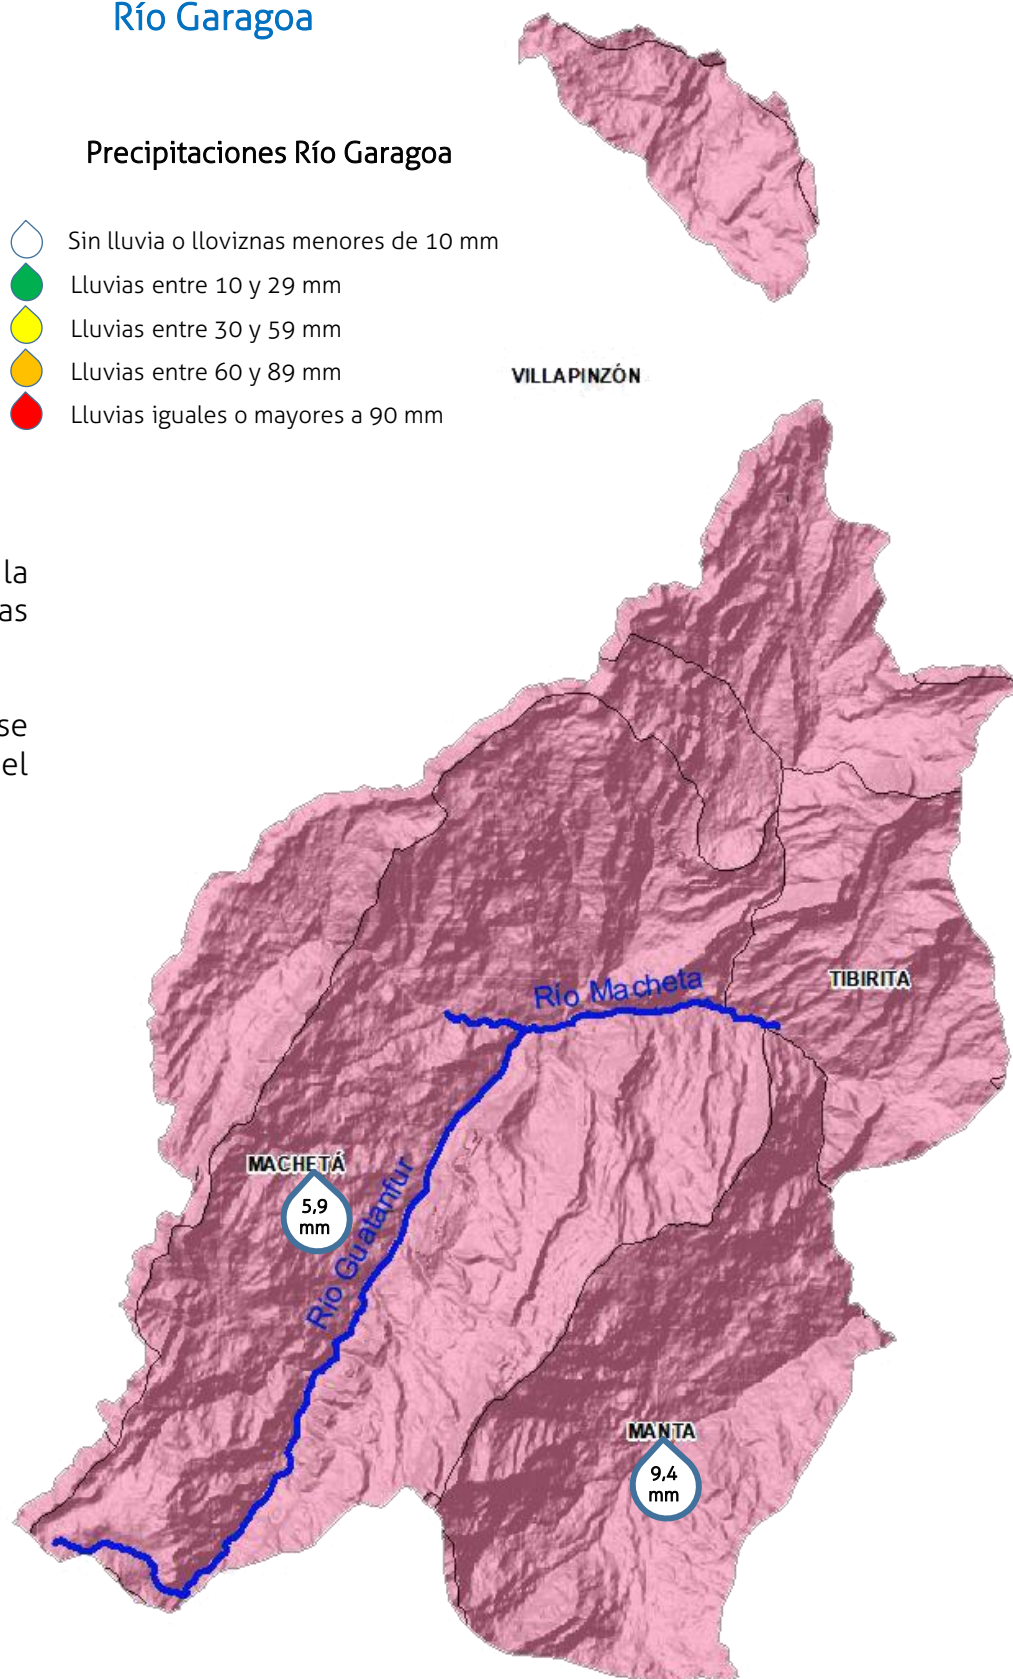 Río Garagoa
Precipitaciones Río Garagoa
Sin lluvia o lloviznas menores de 10 mm
Lluvias entre 10 y 29 mm
Lluvias entre 30 y 59 mm
Lluvias entre 60 y 89 mm
Lluvias iguales o mayores a 90 mm
la
as
se
el
VILLAPINZÓN
TIBIRITA
Río Macheta
MACHETÁ
5,9
mm
Río Guatanfur
MANTA
9,4
mm